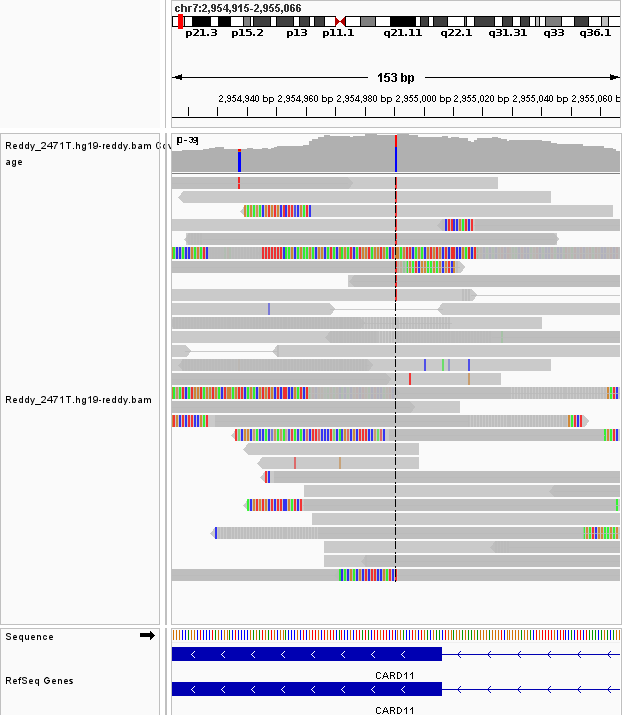 chr7:2,954,915-2,955,066
p21.3 p15.2 p13 p11.1 q21.11 q22.1 q31.31 q33 q36.1
153 bp
2,954,940 bp 2,954,960 bp 2,954,980 bp 2,955,000 bp 2,955,020 bp 2,955,040 bp 2,955,060 b
Reddy_2471T.hg19-reddy.bam Cov
age
[0-39]
Reddy_2471T.hg19-reddy.bam
Sequence
CARD11
RefSeq Genes
CARD11